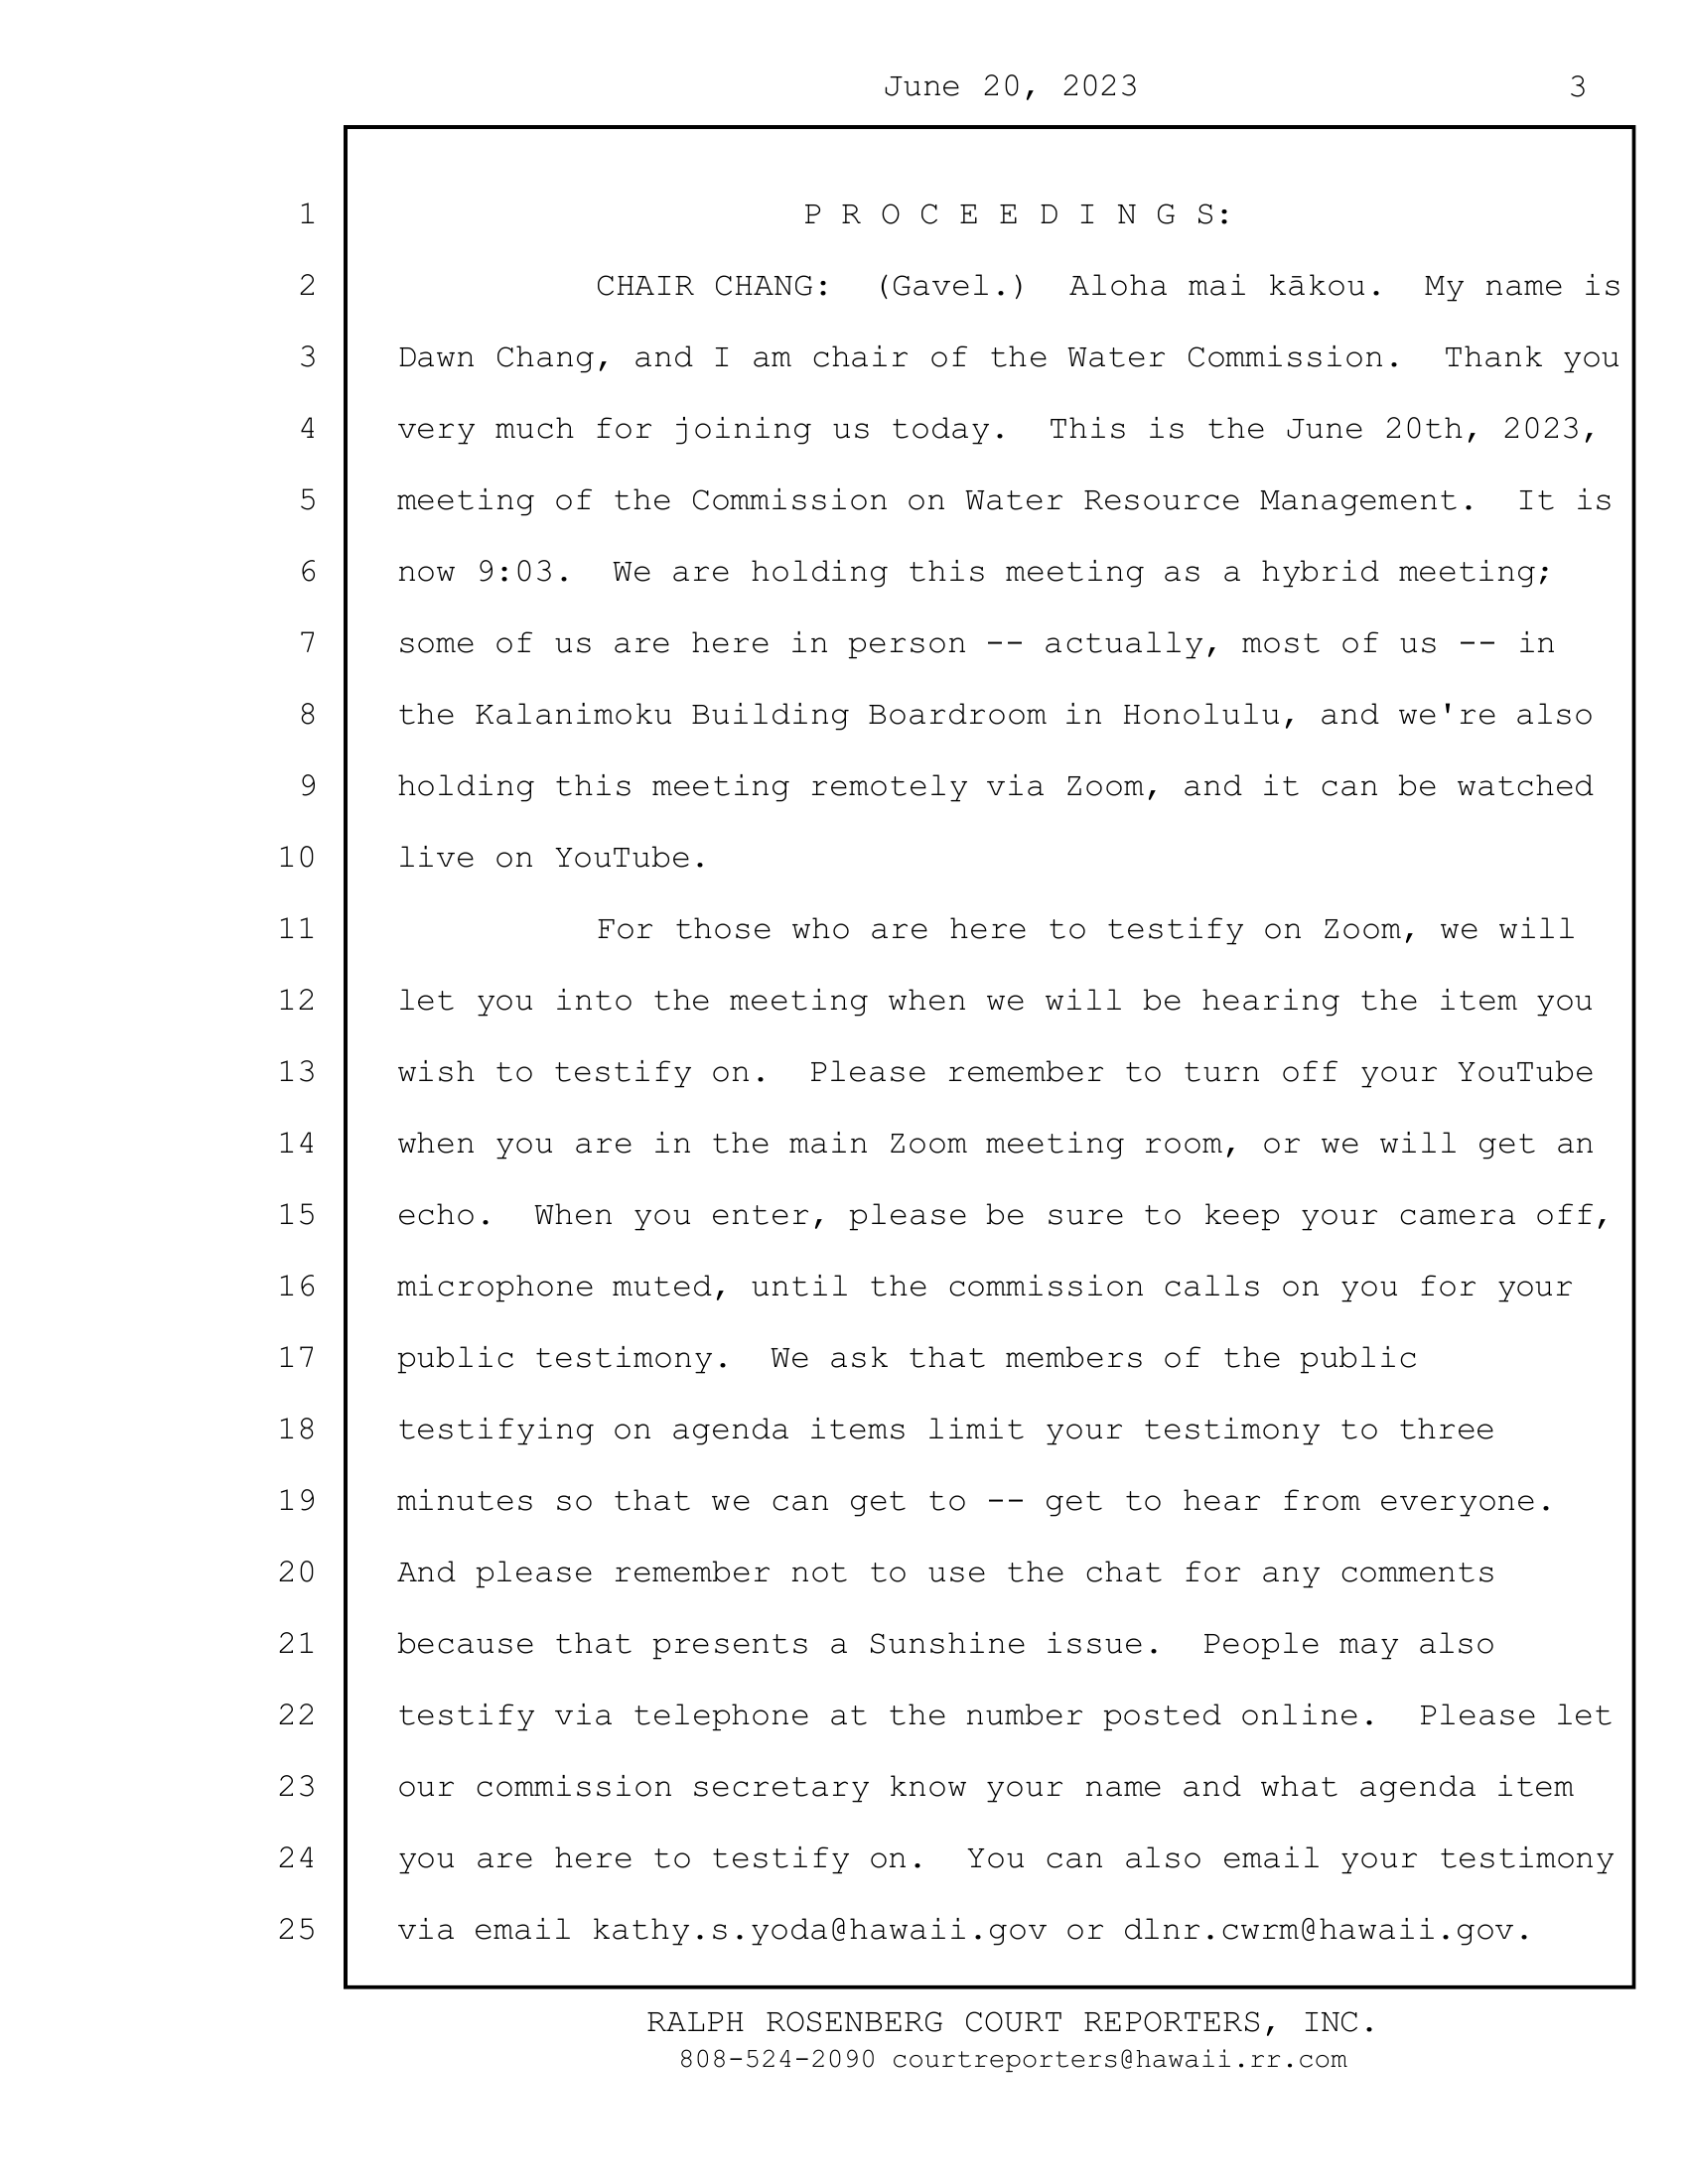 June 20, 2023 3
1 P R O C E E D I N G S:
2 CHAIR CHANG: (Gavel.) Aloha mai kākou. My name is
3 Dawn Chang, and I am chair of the Water Commission. Thank you
4 very much for joining us today. This is the June 20th, 2023,
5 meeting of the Commission on Water Resource Management. It is
6 now 9:03. We are holding this meeting as a hybrid meeting;
7 some of us are here in person -- actually, most of us -- in
8 the Kalanimoku Building Boardroom in Honolulu, and we're also
9 holding this meeting remotely via Zoom, and it can be watched
10 live on YouTube.
11 For those who are here to testify on Zoom, we will
12 let you into the meeting when we will be hearing the item you
13 wish to testify on. Please remember to turn off your YouTube
14 when you are in the main Zoom meeting room, or we will get an
15 echo. When you enter, please be sure to keep your camera off,
16 microphone muted, until the commission calls on you for your
17 public testimony. We ask that members of the public
18 testifying on agenda items limit your testimony to three
19 minutes so that we can get to -- get to hear from everyone.
20 And please remember not to use the chat for any comments
21 because that presents a Sunshine issue. People may also
22 testify via telephone at the number posted online. Please let
23 our commission secretary know your name and what agenda item
24 you are here to testify on. You can also email your testimony
25 via email kathy.s.yoda@hawaii.gov or dlnr.cwrm@hawaii.gov.
RALPH ROSENBERG COURT REPORTERS, INC.
808-524-2090 courtreporters@hawaii.rr.com